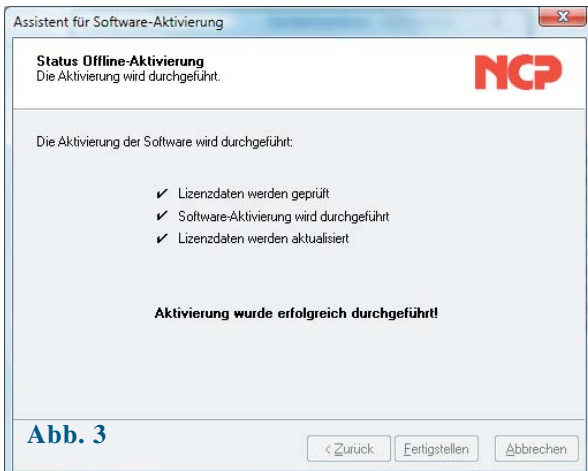 Assistent für Software-Aktivierung
Status Offline-Aktivierung
Die Aktivierung wird durchgeführt.
NCP
Die Aktivierung der Software wird durchgeführt:
✔ Lizenzdaten werden geprüft
✔ Software-Aktivierung wird durchgeführt
✔ Lizenzdaten werden aktualisiert
Aktivierung wurde erfolgreich durchgeführt!
Abb. 3
< Zurück Fertigstellen Abbrechen